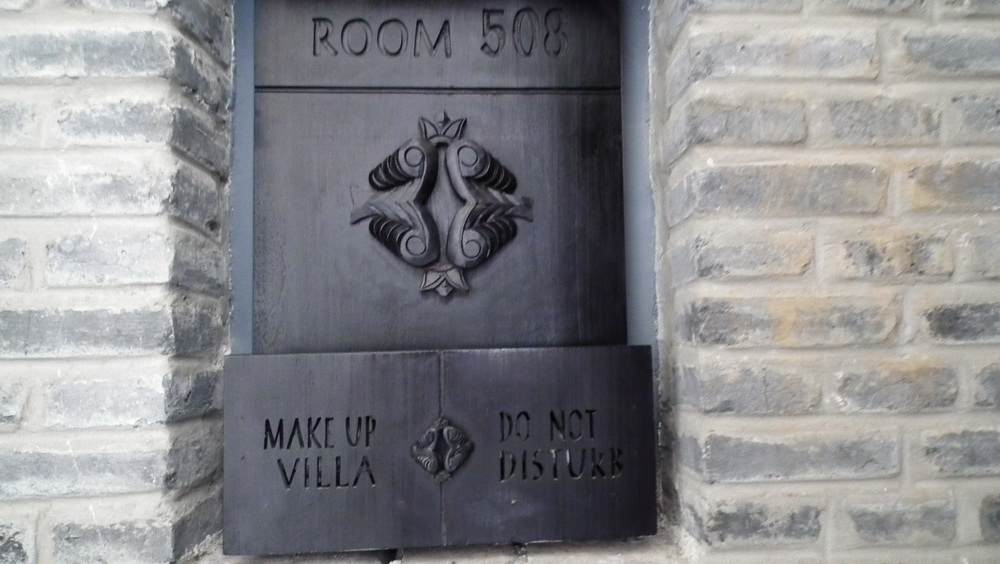 ROOM 508
MAKE UP
VILLA
DO NOT
DISTURB